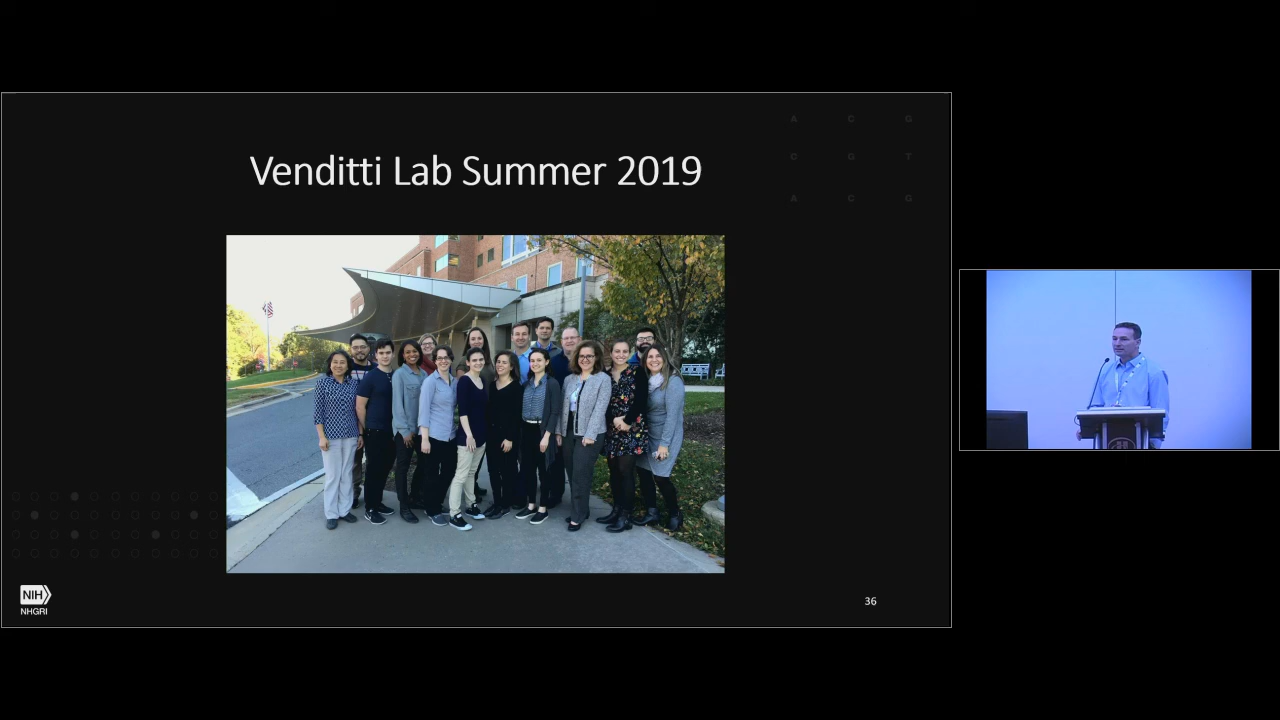 A C G
C G T
A C G
Venditti Lab Summer 2019
NIH
NHGRI
36